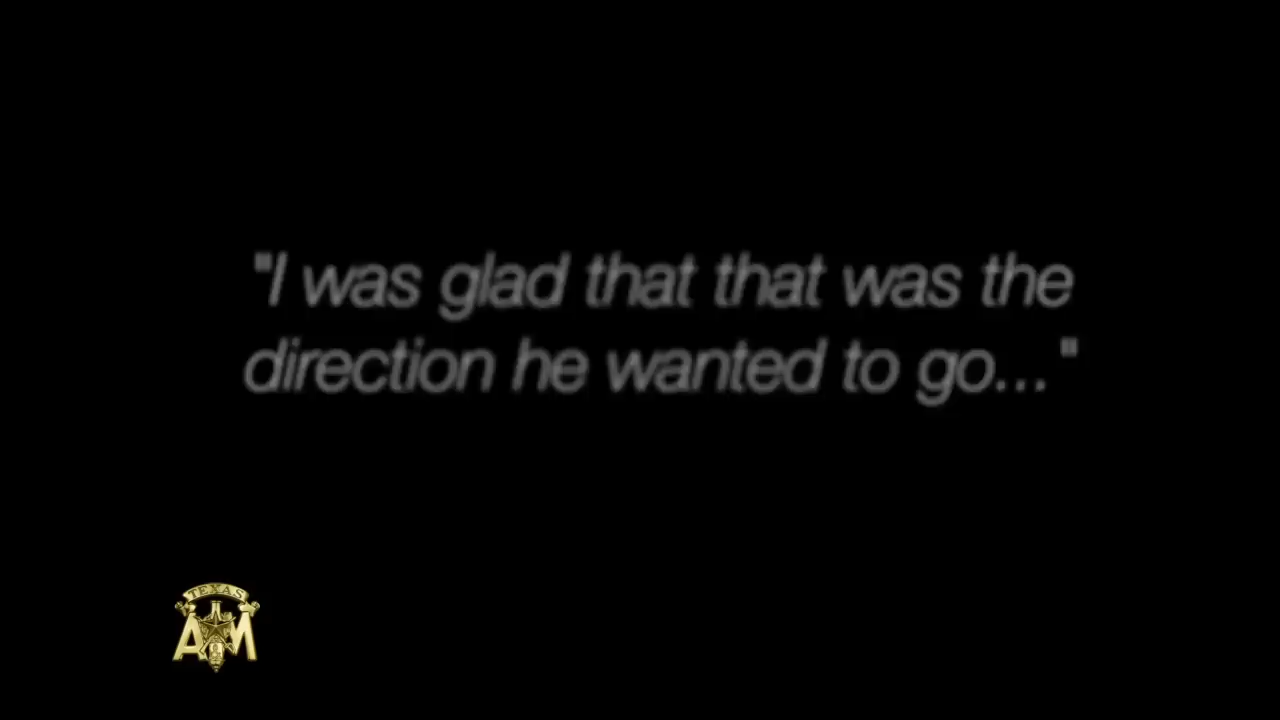 "I was glad that that was the
direction he wanted to go..."
TEXAS
A M